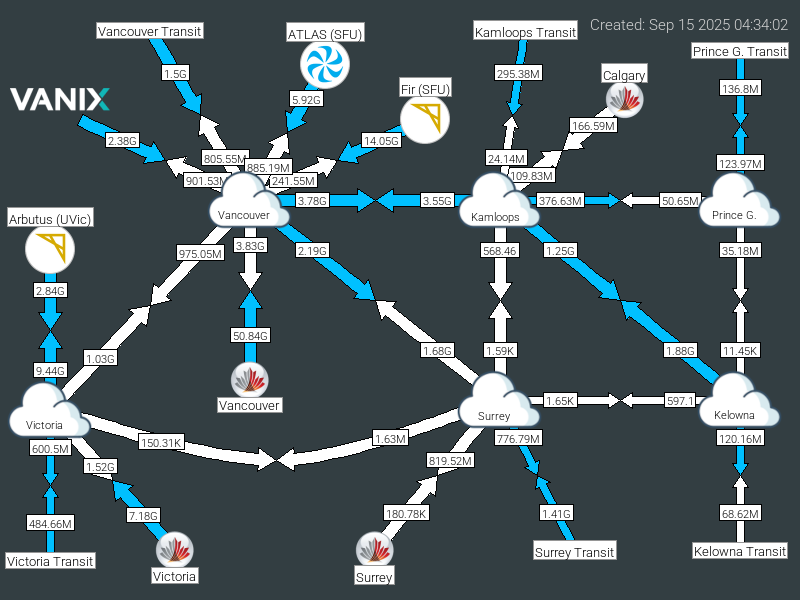 Created: Sep 15 2025 04:34:02
Vancouver Transit
ATLAS (SFU)
Kamloops Transit
Prince G. Transit
1.5G
295.38M
Calgary
136.8M
VANIX
5.92G
Fir (SFU)
166.59M
2.38G
14.05G
805.55M
24.14M
123.97M
885.19M
901.53M
241.55M
109.83M
3.78G
3.55G
376.63M
50.65M
Arbutus (UVic)
Vancouver
Kamloops
Prince G.
975.05M
3.83G
2.19G
568.46
1.25G
35.18M
2.84G
50.84G
1.03G
1.68G
1.59K
1.88G
11.45K
9.44G
Vancouver
1.65K
597.1
Victoria
Surrey
Kelowna
600.5M
150.31K
1.63M
776.79M
120.16M
1.52G
819.52M
484.66M
7.18G
180.78K
1.41G
68.62M
Victoria Transit
Victoria
Surrey
Surrey Transit
Kelowna Transit